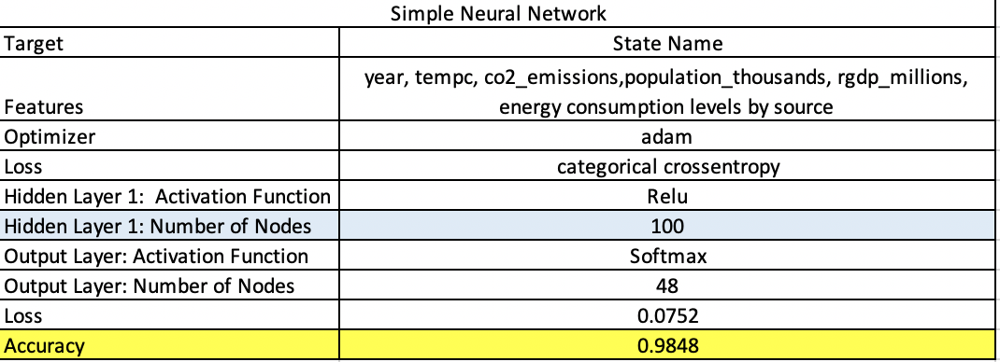 Simple Neural Network
Target State Name
year, tempc, co2_emissions,population_thousands, rgdp_millions,
Features energy consumption levels by source
Optimizer adam
Loss categorical crossentropy
Hidden Layer 1:  Activation Function Relu
Hidden Layer 1: Number of Nodes 100
Output Layer: Activation Function Softmax
Output Layer: Number of Nodes 48
Loss 0.0752
Accuracy 0.9848